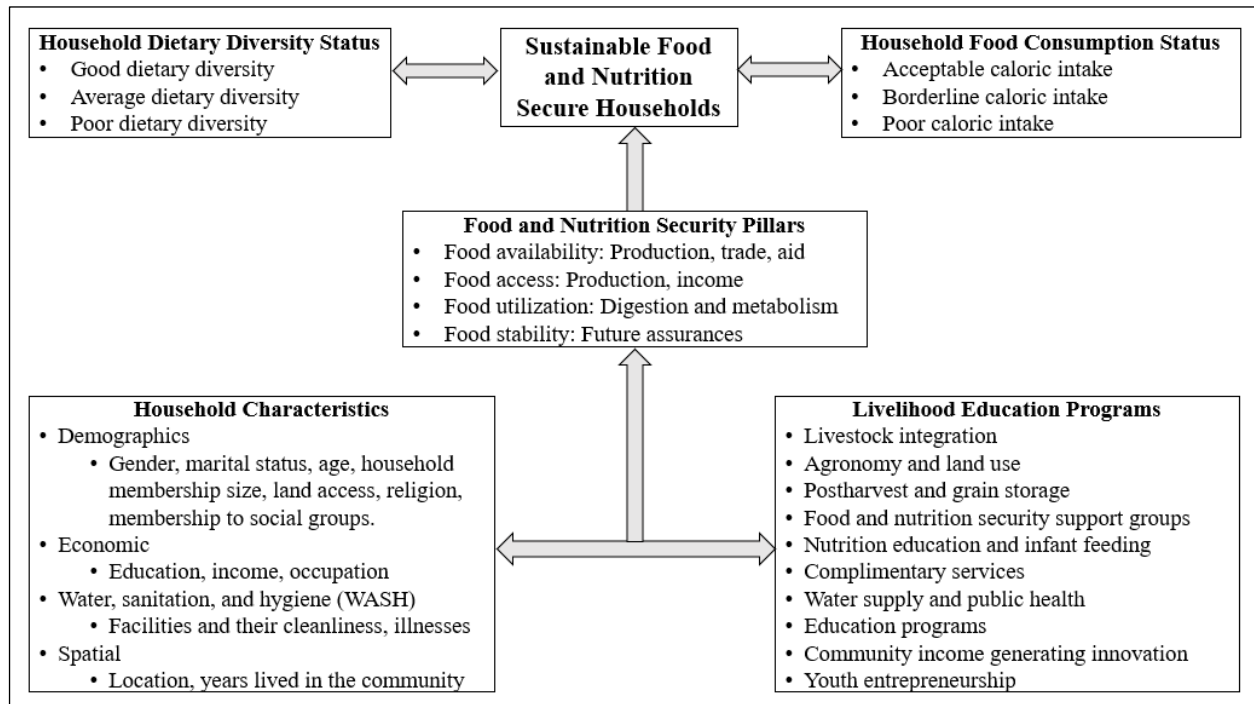 Household Dietary Diversity Status
• Good dietary diversity
• Average dietary diversity
• Poor dietary diversity
Sustainable Food
and Nutrition
Secure Households
Household Food Consumption Status
• Acceptable caloric intake
• Borderline caloric intake
• Poor caloric intake
Food and Nutrition Security Pillars
• Food availability: Production, trade, aid
• Food access: Production, income
• Food utilization: Digestion and metabolism
• Food stability: Future assurances
Household Characteristics
• Demographics
• Gender, marital status, age, household
membership size, land access, religion,
membership to social groups.
• Economic
• Education, income, occupation
• Water, sanitation, and hygiene (WASH)
• Facilities and their cleanliness, illnesses
• Spatial
• Location, years lived in the community
Livelihood Education Programs
• Livestock integration
• Agronomy and land use
• Postharvest and grain storage
• Food and nutrition security support groups
• Nutrition education and infant feeding
• Complimentary services
• Water supply and public health
• Education programs
• Community income generating innovation
• Youth entrepreneurship